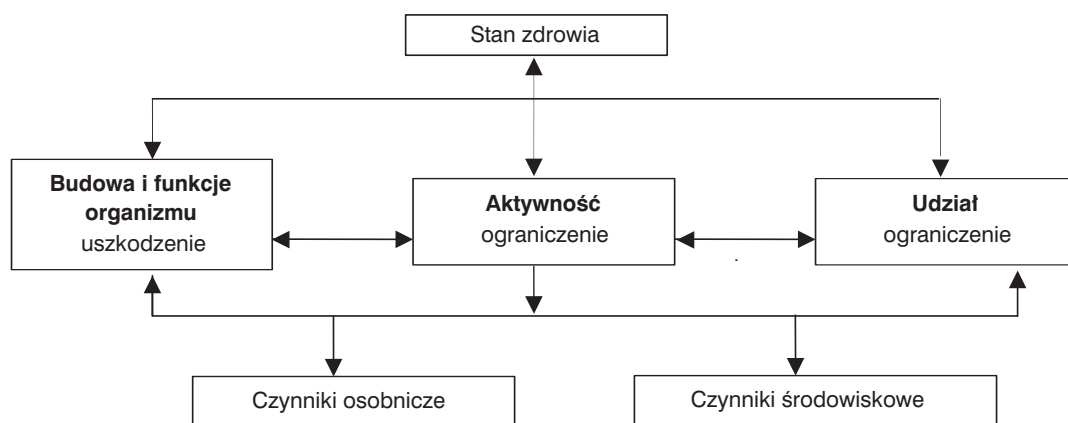 Stan zdrowia
Budowa i funkcje
organizmu
uszkodzenie
Aktywność
ograniczenie
Udział
ograniczenie
Czynniki osobnicze
Czynniki środowiskowe